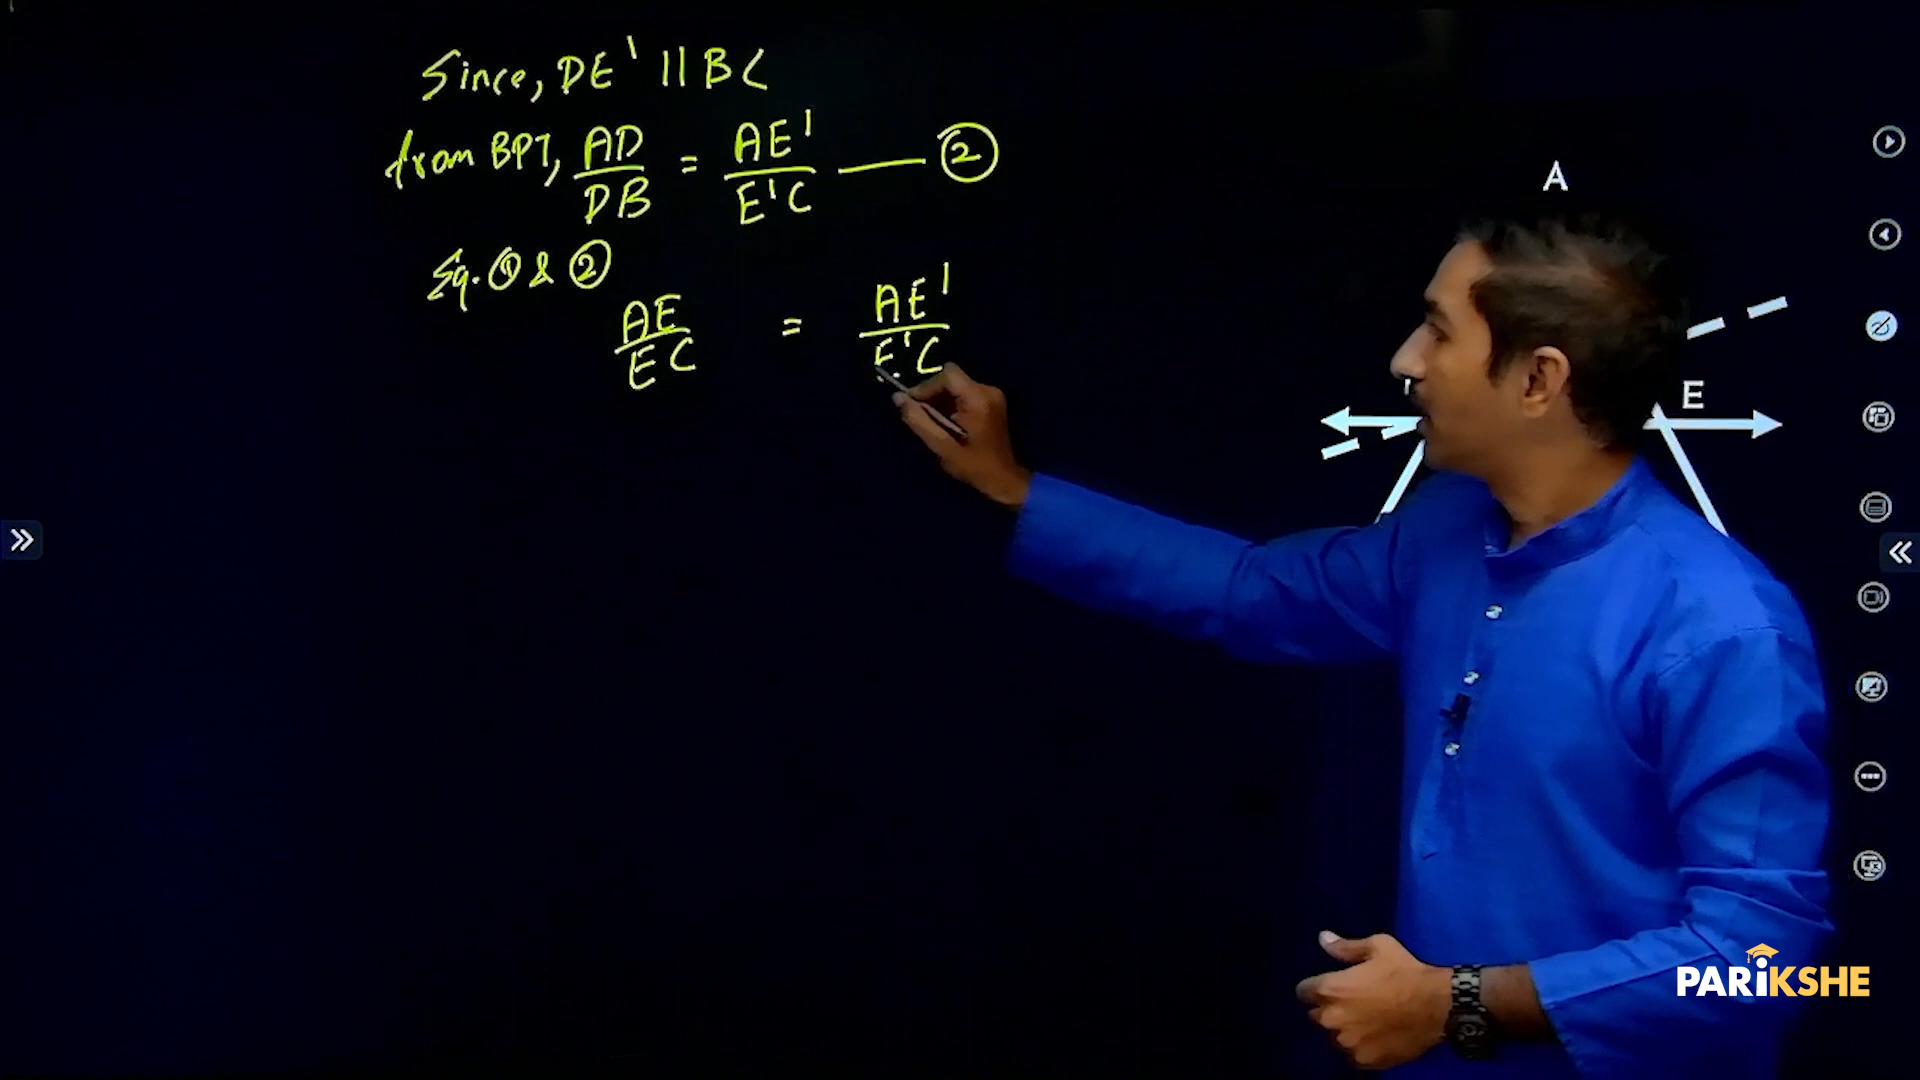 Since, DE' || BC
from BPT, AD/DB = AE'/E'C —— ②
Eq. ① & ②
AE/EC = AE'/E'C
A
E
PARiKSHE